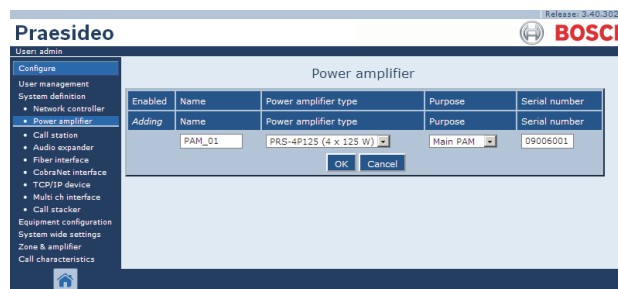 Release: 3.40.302
Praesideo
BOSCH
User: admin
Configure
User management
System definition
• Network controller
• Power amplifier
• Call station
• Audio expander
• Fiber interface
• CobraNet interface
• TCP/IP device
• Multi ch interface
• Call stacker
Equipment configuration
System wide settings
Zone & amplifier
Call characteristics
Power amplifier
Enabled Name Power amplifier type Purpose Serial number
Adding Name Power amplifier type Purpose Serial number
PAM_01 PRS-4P125 (4 x 125 W) Main PAM 09006001
OK Cancel